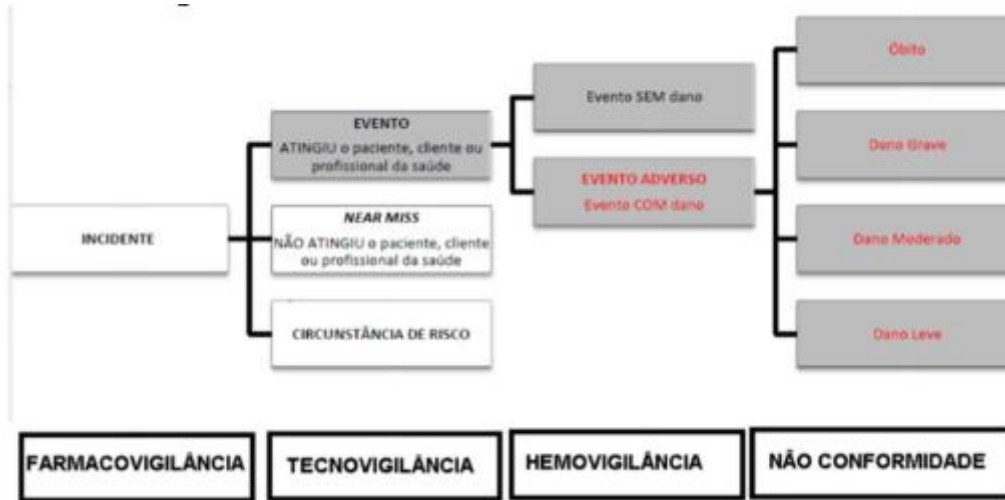 INCIDENTE
EVENTO
ATINGIU o paciente, cliente ou
profissional da saúde
NEAR MISS
NÃO ATINGIU o paciente, cliente
ou profissional da saúde
CIRCUNSTÂNCIA DE RISCO
Evento SEM dano
EVENTO ADVERSO
Evento COM dano
Óbito
Dano Grave
Dano Moderado
Dano Leve
FARMACOVIGILÂNCIA
TECNOVIGILÂNCIA
HEMOVIGILÂNCIA
NÃO CONFORMIDADE